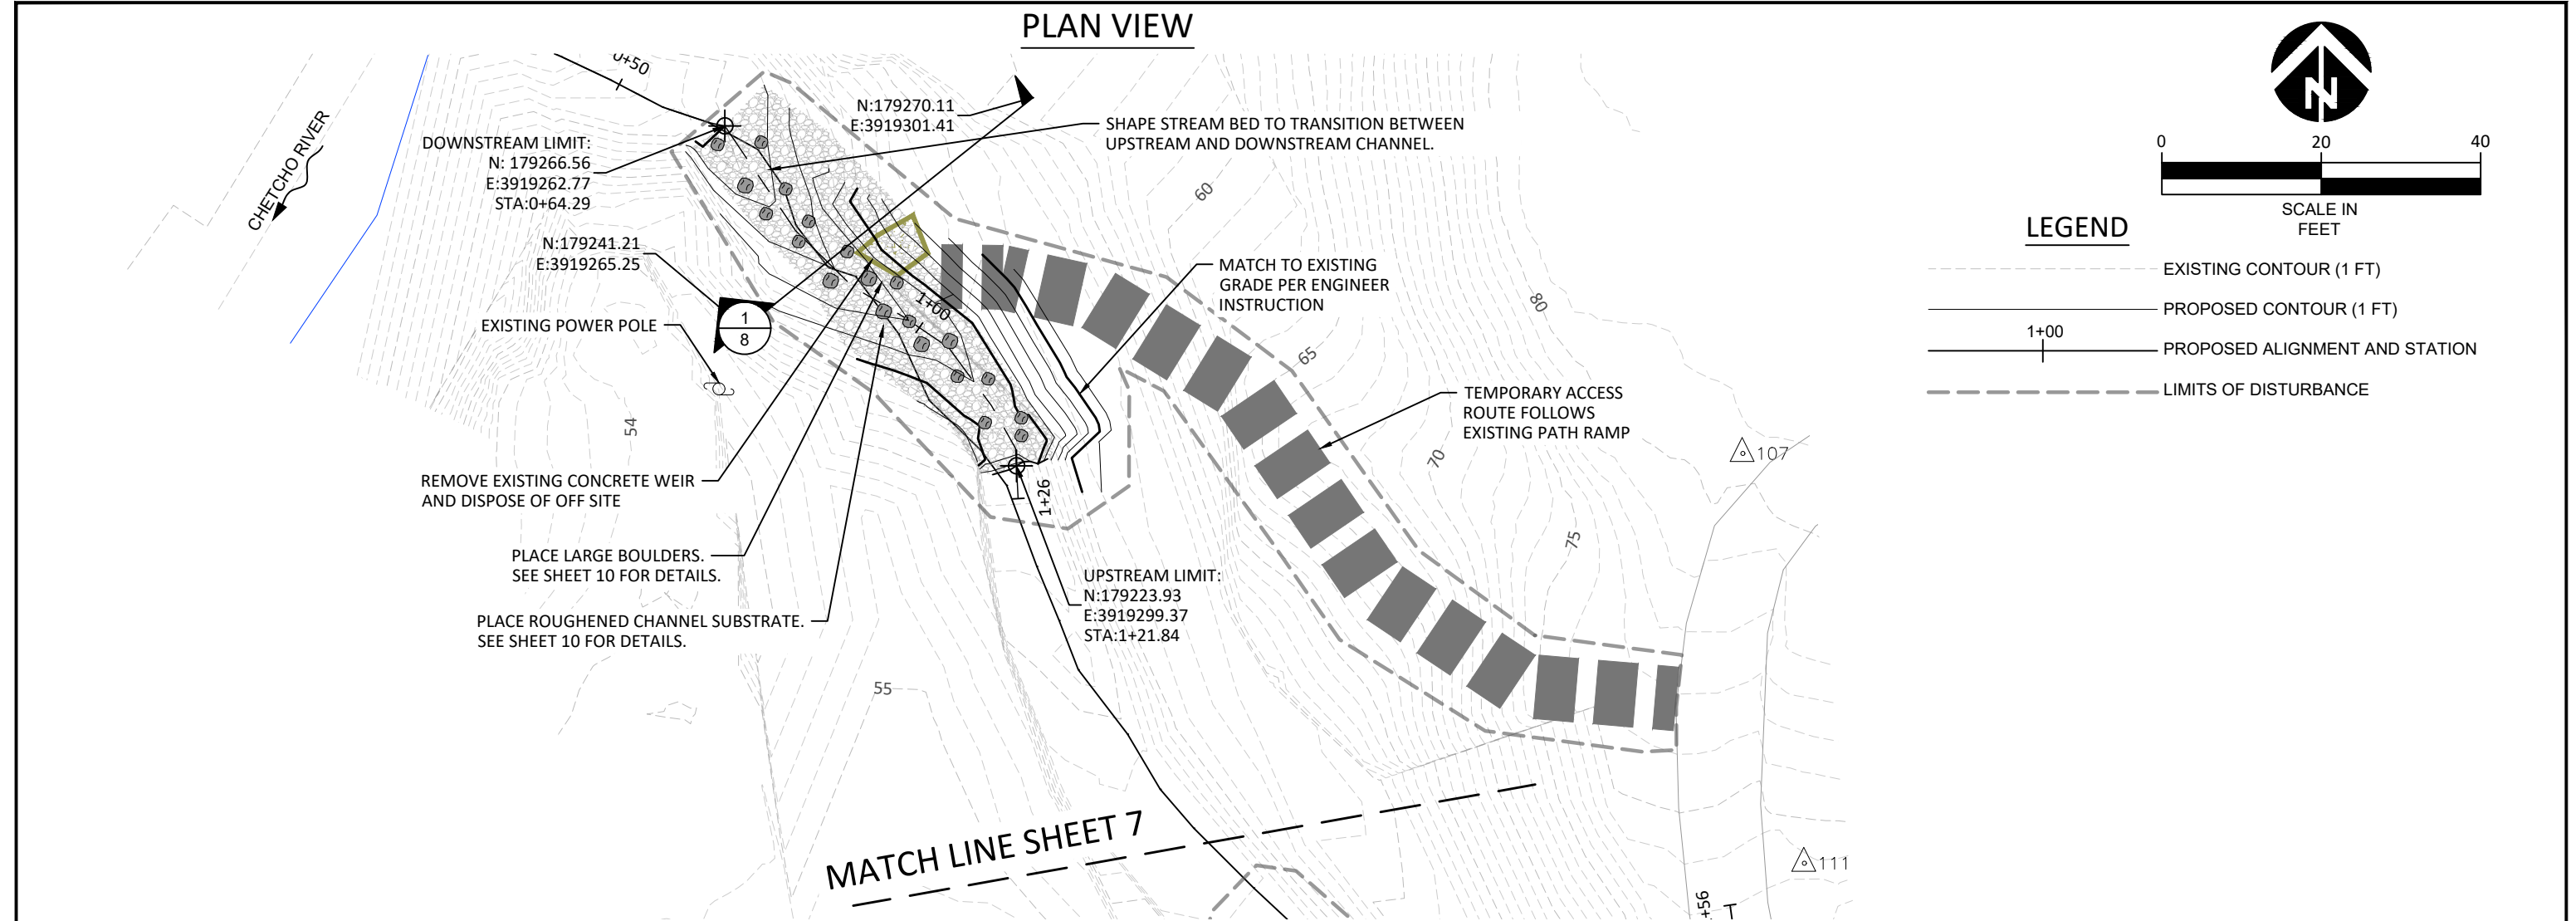 PLAN VIEW
0+50
CHETCHO RIVER
DOWNSTREAM LIMIT:
N: 179266.56
E:3919262.77
STA:0+64.29
N:179270.11
E:3919301.41
SHAPE STREAM BED TO TRANSITION BETWEEN
UPSTREAM AND DOWNSTREAM CHANNEL.
N:179241.21
E:3919265.25
EXISTING POWER POLE
1
8
1+00
MATCH TO EXISTING
GRADE PER ENGINEER
INSTRUCTION
60
80
65
54
TEMPORARY ACCESS
ROUTE FOLLOWS
EXISTING PATH RAMP
70
107
REMOVE EXISTING CONCRETE WEIR
AND DISPOSE OF OFF SITE
1+26
75
PLACE LARGE BOULDERS.
SEE SHEET 10 FOR DETAILS.
UPSTREAM LIMIT:
N:179223.93
E:3919299.37
STA:1+21.84
PLACE ROUGHENED CHANNEL SUBSTRATE.
SEE SHEET 10 FOR DETAILS.
55
MATCH LINE SHEET 7
111
+56
N
0 20 40
SCALE IN
FEET
LEGEND
EXISTING CONTOUR (1 FT)
PROPOSED CONTOUR (1 FT)
1+00
PROPOSED ALIGNMENT AND STATION
LIMITS OF DISTURBANCE